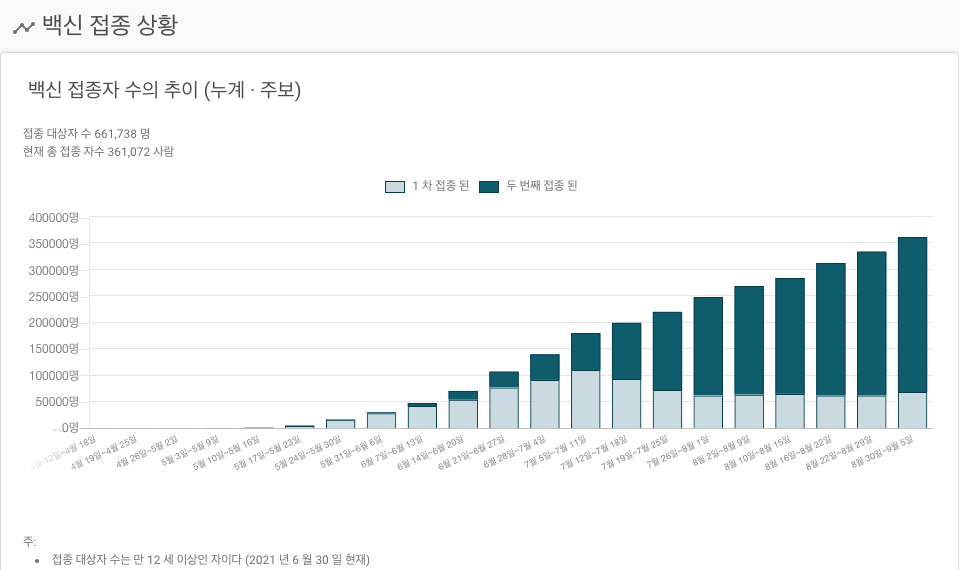 백신 접종 상황
백신 접종자 수의 추이 (누계 · 주보)
접종 대상자 수 661,738 명
현재 총 접종 자수 361,072 사람
1 차 접종 된 두 번째 접종 된
400000명
350000명
300000명
250000명
200000명
150000명
100000명
50000명
0명
12일~4월 18일
4월 19일~4월 25일
4월 26일~5월 2일
5월 3일~5월 9일
5월 10일~5월 16일
5월 17일~5월 23일
5월 24일~5월 30일
5월 31일~6월 6일
6월 7일~6월 13일
6월 14일~6월 20일
6월 21일~6월 27일
6월 28일~7월 4일
7월 5일~7월 11일
7월 12일~7월 18일
7월 19일~7월 25일
7월 26일~8월 1일
8월 2일~8월 9일
8월 10일~8월 15일
8월 16일~8월 22일
8월 22일~8월 29일
8월 30일~9월 5일
주:
• 접종 대상자 수는 만 12 세 이상인 자이다 (2021 년 6 월 30 일 현재)